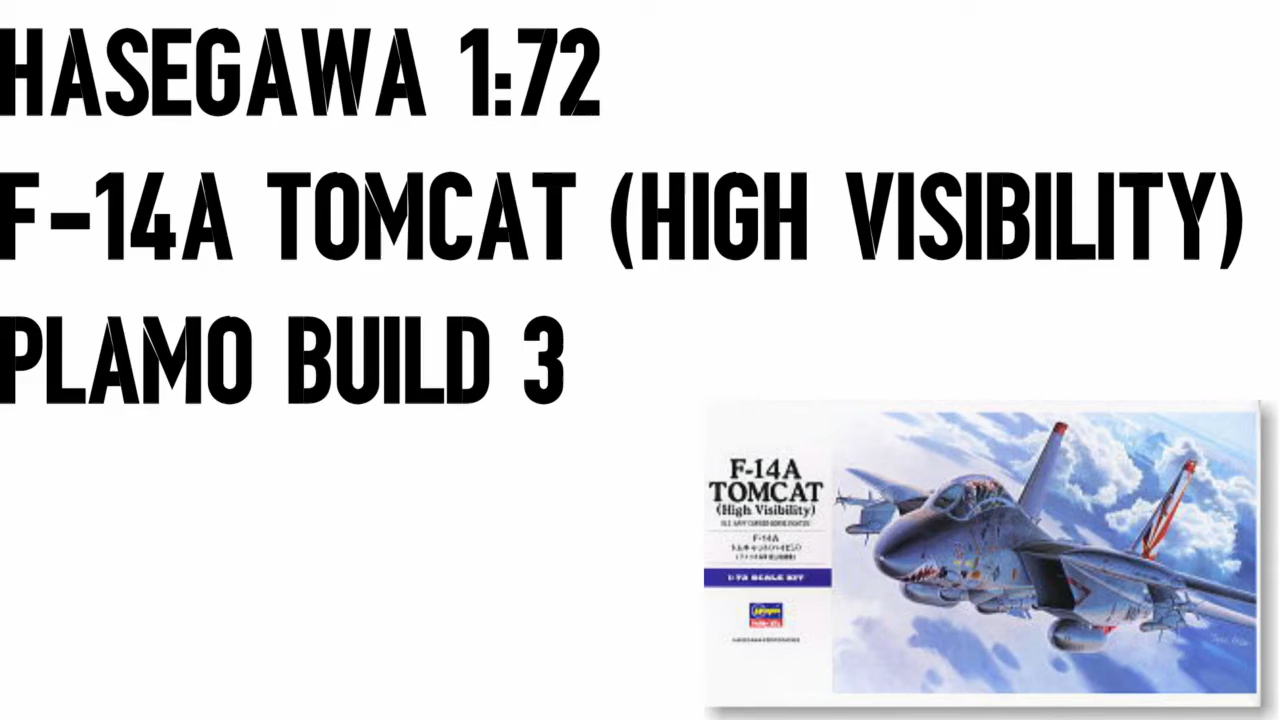 HASEGAWA 1:72
F-14A TOMCAT (HIGH VISIBILITY)
PLAMO BUILD 3
F-14A
TOMCAT
(High Visibility)
F-14A
1:72 SCALE KIT
Hasegawa